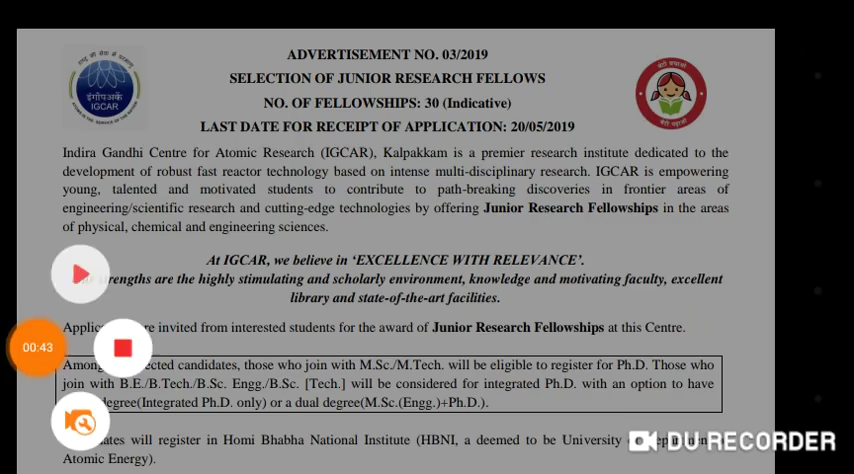 ADVERTISEMENT NO. 03/2019
SELECTION OF JUNIOR RESEARCH FELLOWS
NO. OF FELLOWSHIPS: 30 (Indicative)
LAST DATE FOR RECEIPT OF APPLICATION: 20/05/2019
इंगांपअकें
IGCAR
Indira Gandhi Centre for Atomic Research (IGCAR), Kalpakkam is a premier research institute dedicated to the
development of robust fast reactor technology based on intense multi-disciplinary research. IGCAR is empowering
young, talented and motivated students to contribute to path-breaking discoveries in frontier areas of
engineering/scientific research and cutting-edge technologies by offering Junior Research Fellowships in the areas
of physical, chemical and engineering sciences.
At IGCAR, we believe in ‘EXCELLENCE WITH RELEVANCE’.
strengths are the highly stimulating and scholarly environment, knowledge and motivating faculty, excellent
library and state-of-the-art facilities.
invited from interested students for the award of Junior Research Fellowships at this Centre.
candidates, those who join with M.Sc./M.Tech. will be eligible to register for Ph.D. Those who
join with B.E./B.Tech./B.Sc. Engg./B.Sc. [Tech.] will be considered for integrated Ph.D. with an option to have
degree(Integrated Ph.D. only) or a dual degree(M.Sc.(Engg.)+Ph.D.).
will register in Homi Bhabha National Institute (HBNI, a deemed to be University
Atomic Energy).
00:43
DU RECORDER